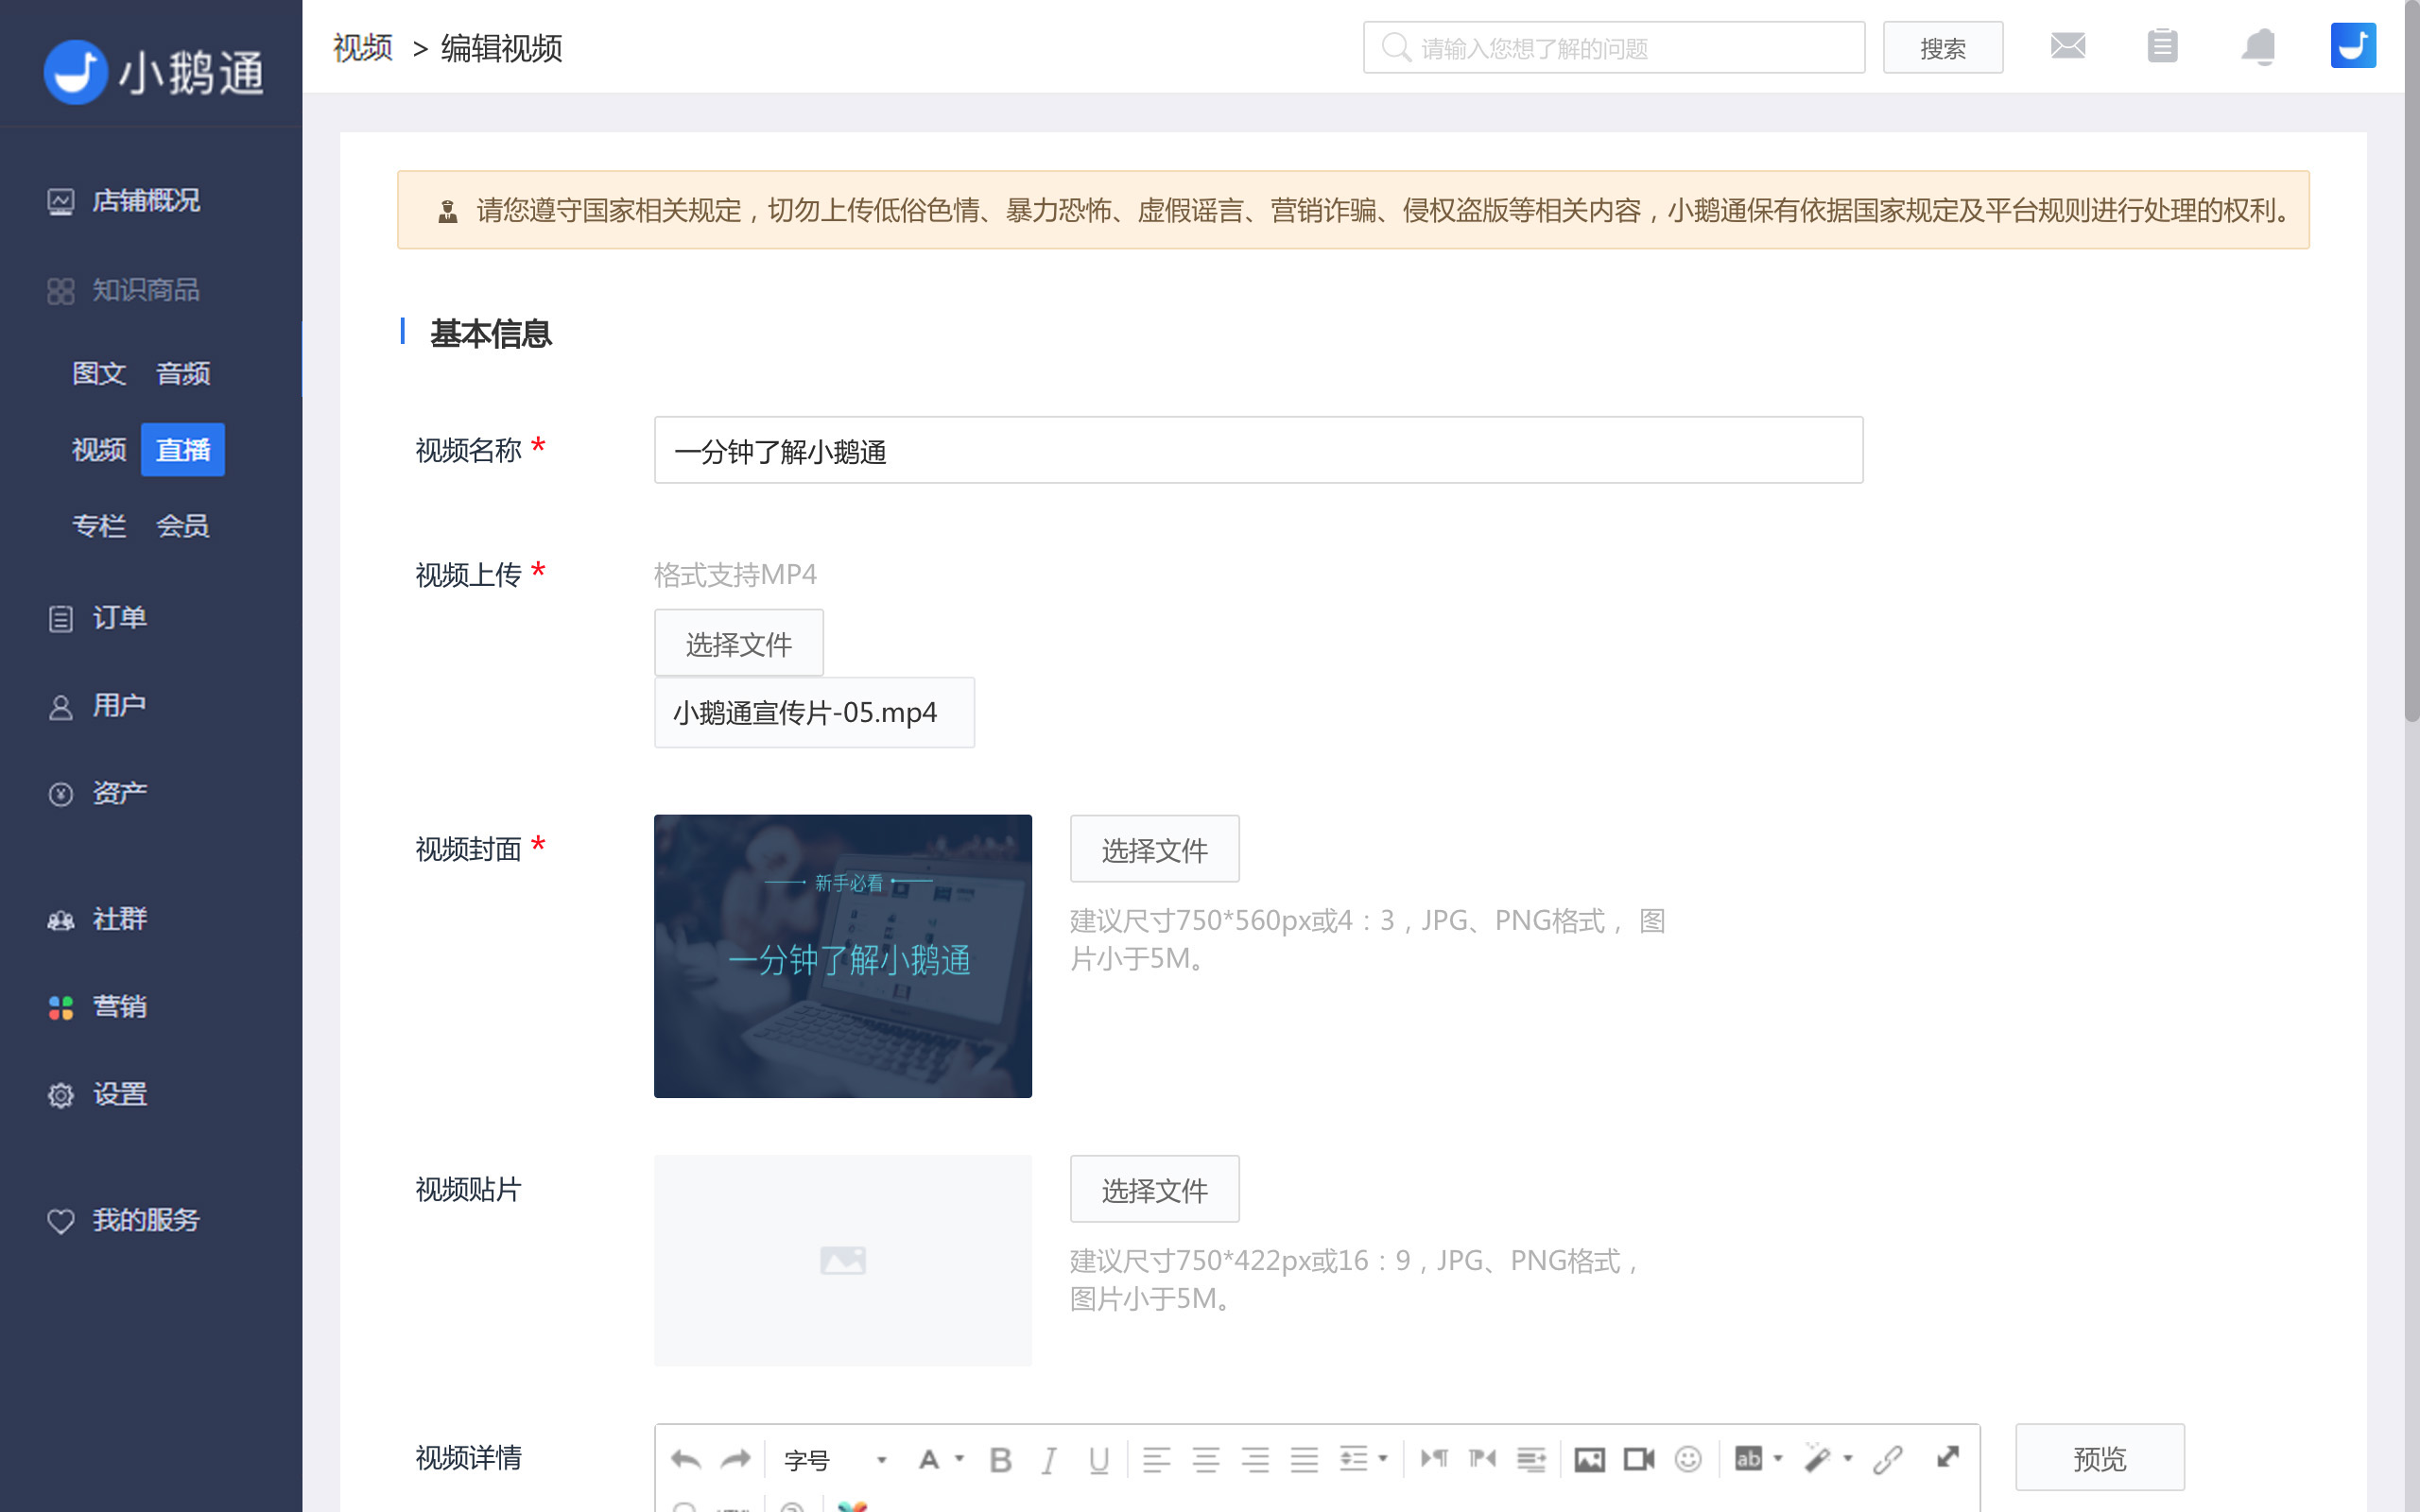 小鹅通
视频 > 编辑视频
请输入您想了解的问题
搜索
店铺概况
知识商品
图文 音频
视频 直播
专栏 会员
订单
用户
资产
社群
营销
设置
我的服务
请您遵守国家相关规定，切勿上传低俗色情、暴力恐怖、虚假谣言、营销诈骗、侵权盗版等相关内容，小鹅通保有依据国家规定及平台规则进行处理的权利。
基本信息
视频名称 *
一分钟了解小鹅通
视频上传 *
格式支持MP4
选择文件
小鹅通宣传片-05.mp4
视频封面 *
新手必看
一分钟了解小鹅通
选择文件
建议尺寸750*560px或4：3，JPG、PNG格式， 图
片小于5M。
视频贴片
选择文件
建议尺寸750*422px或16：9，JPG、PNG格式，
图片小于5M。
视频详情
字号 A B I U ab
预览